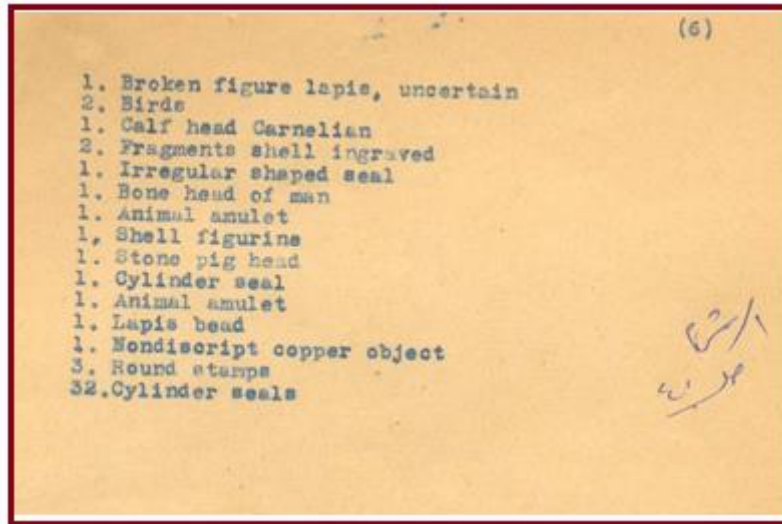 (6)
1. Broken figure lapis, uncertain
2. Birds
1. Calf head Carnelian
2. Fragments shell ingraved
1. Irregular shaped seal
1. Bone head of man
1. Animal amulet
1, Shell figurine
1. Stone pig head
1. Cylinder seal
1. Animal amulet
1. Lapis bead
1. Nondiscript copper object
3. Round stamps
32.Cylinder seals